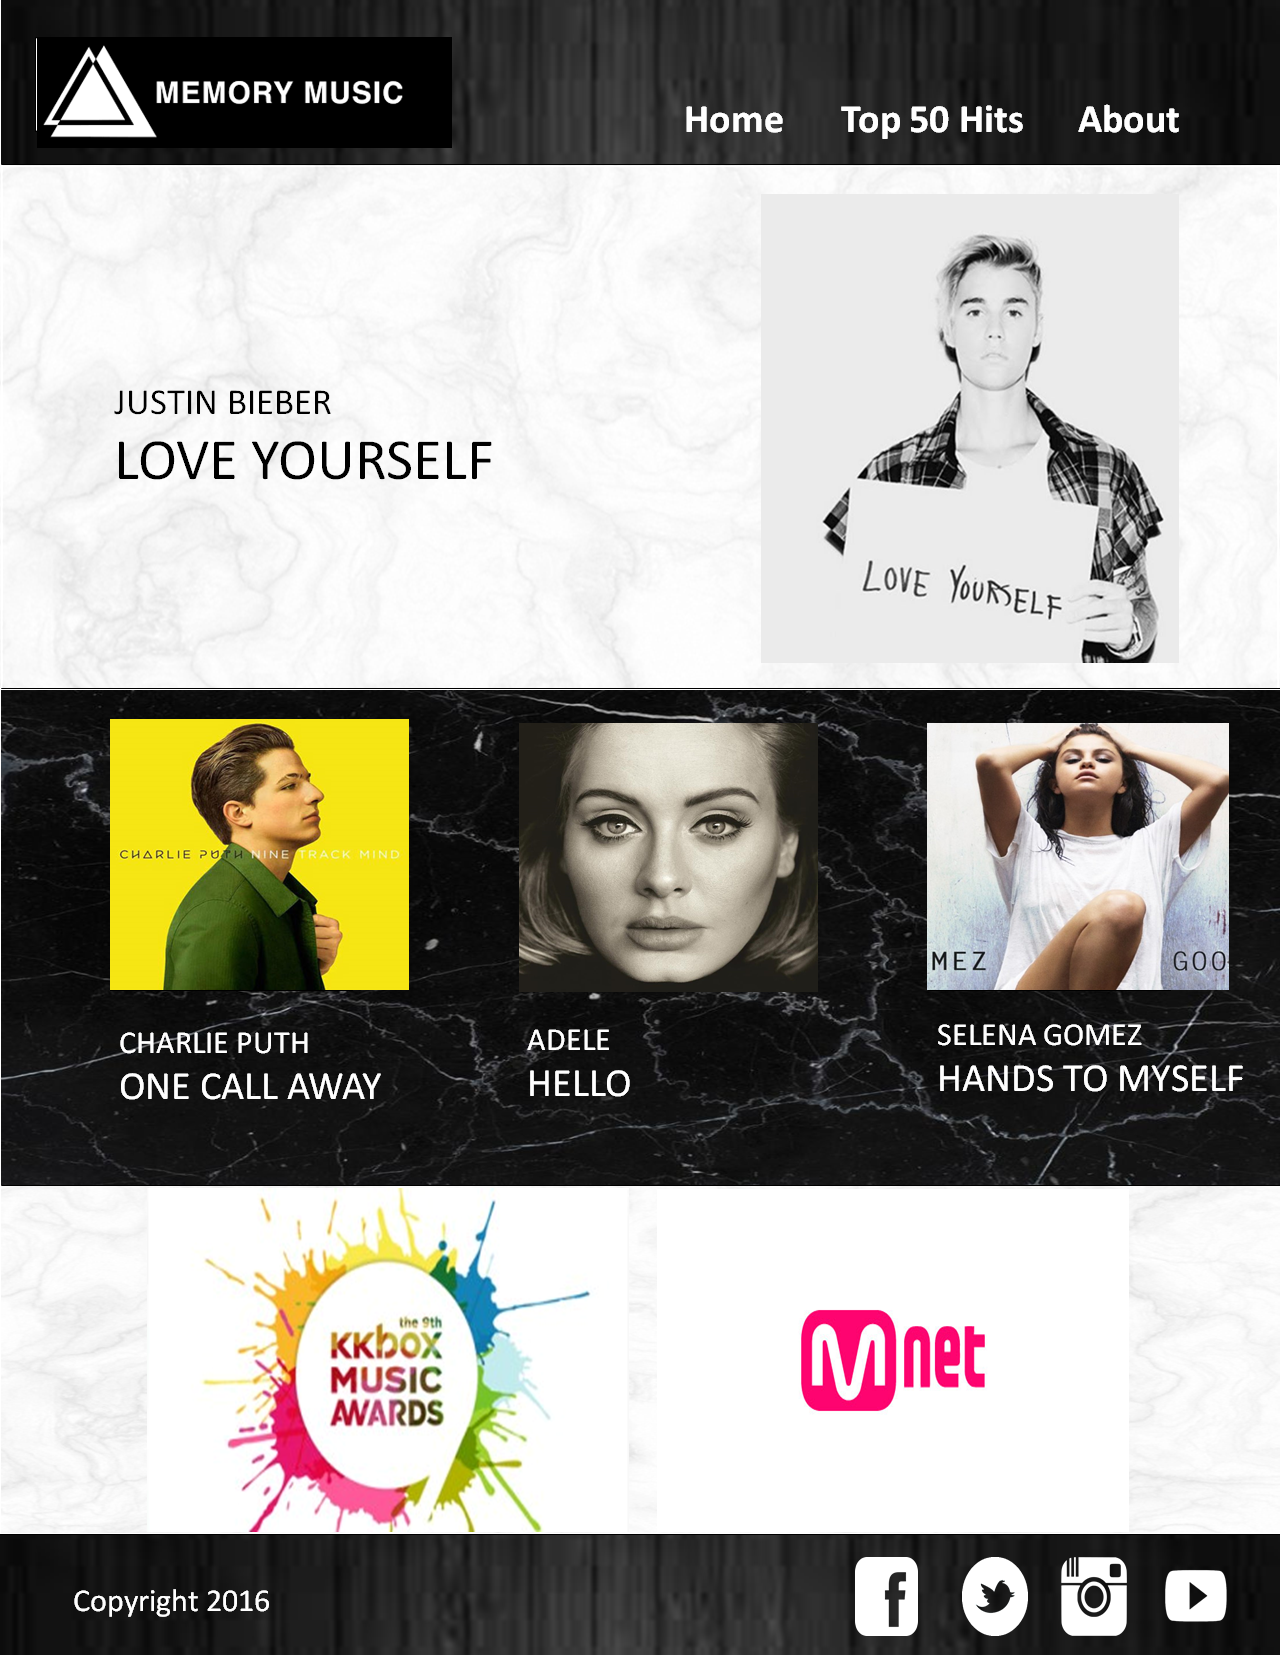 MEMORY MUSIC
Home Top 50 Hits About
JUSTIN BIEBER
LOVE YOURSELF
LOVE YOURSELF
CHARLIE PUTH NINE TRACK MIND
MEZ GOO
CHARLIE PUTH
ONE CALL AWAY
ADELE
HELLO
SELENA GOMEZ
HANDS TO MYSELF
the 9th
KKbox
MUSIC
AWARDS
Mnet
Copyright 2016